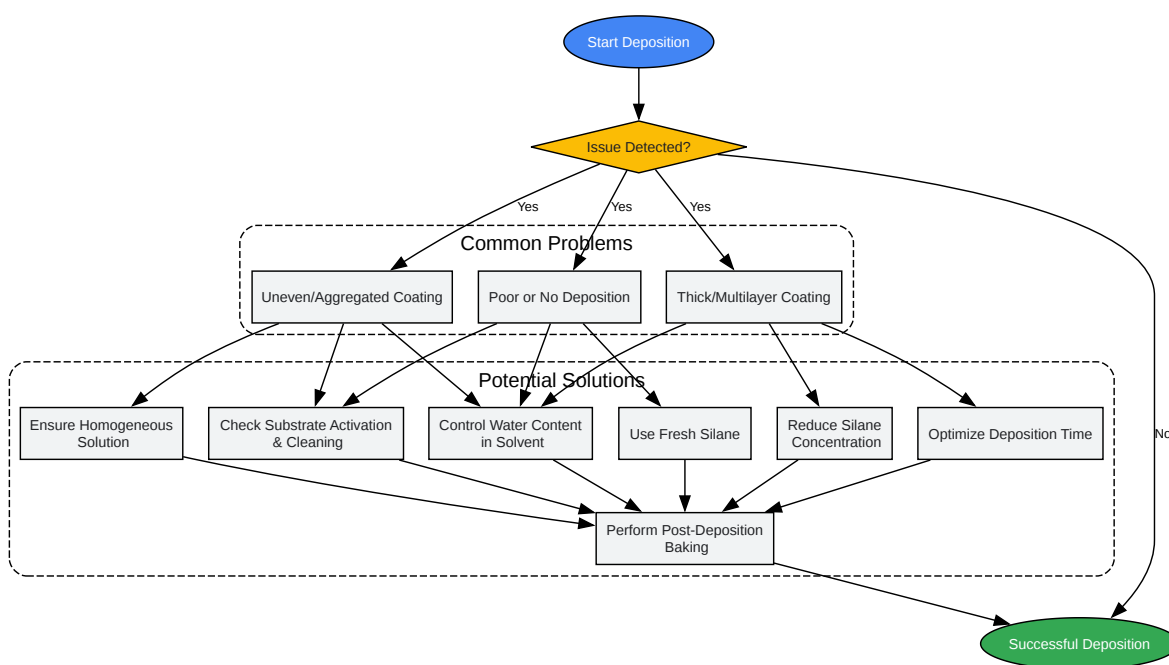 Start Deposition
Issue Detected?
Yes
Yes
Yes
Common Problems
Uneven/Aggregated Coating
Poor or No Deposition
Thick/Multilayer Coating
Potential Solutions
Ensure Homogeneous
Solution
Check Substrate Activation
& Cleaning
Control Water Content
in Solvent
Use Fresh Silane
Reduce Silane
Concentration
Optimize Deposition Time
No
Perform Post-Deposition
Baking
Successful Deposition